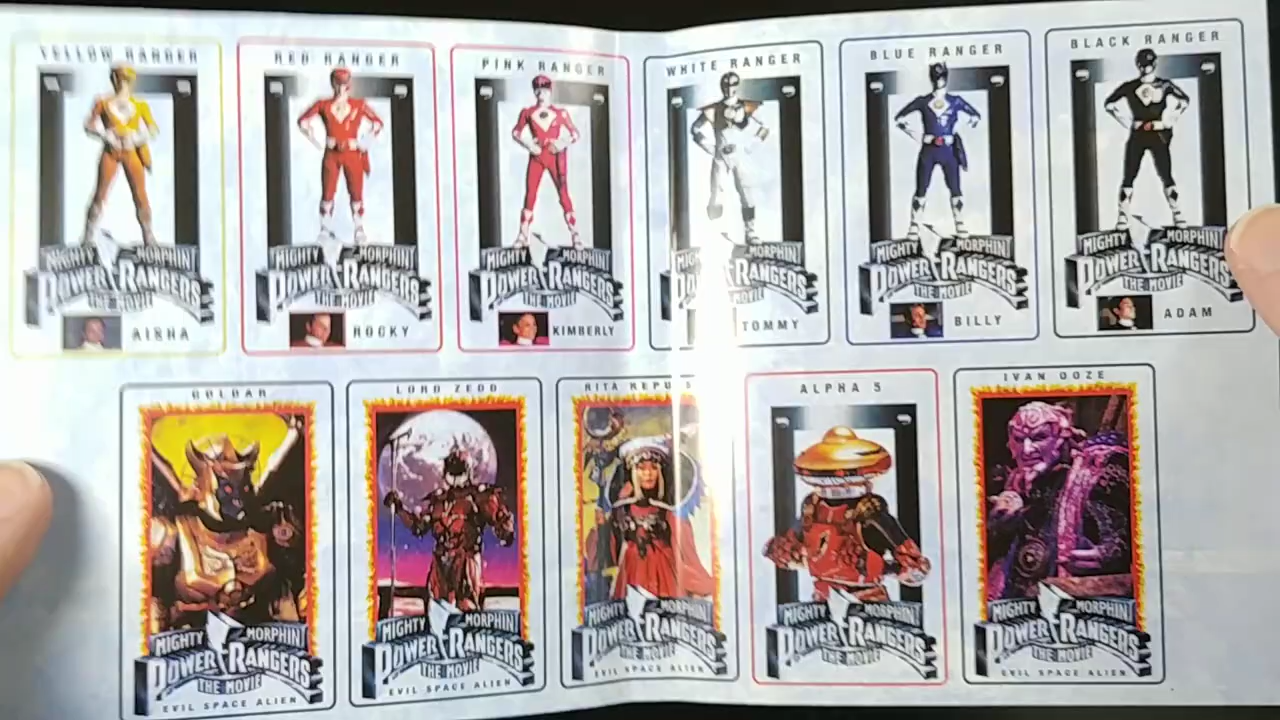 YELLOW RANGER
MIGHTY MORPHIN
POWER RANGERS
THE MOVIE
AISHA
RED RANGER
MIGHTY MORPHIN
POWER RANGERS
THE MOVIE
ROCKY
PINK RANGER
MIGHTY MORPHIN
POWER RANGERS
THE MOVIE
KIMBERLY
WHITE RANGER
MORPHIN
RANGERS
MOVIE
TOMMY
BLUE RANGER
MIGHTY MORPHIN
POWER RANGERS
THE MOVIE
BILLY
BLACK RANGER
MIGHTY MORPHIN
POWER RANGERS
THE MOVIE
ADAM
GOLDAR
MIGHTY MORPHIN
POWER RANGERS
THE MOVIE
EVIL SPACE ALIEN
LORD ZEDD
MIGHTY MORPHIN
POWER RANGERS
THE MOVIE
EVIL SPACE ALIEN
RITA
MIGHTY MORPHIN
POWER RANGERS
THE MOVIE
EVIL SPACE ALIEN
ALPHA 5
MIGHTY MORPHIN
POWER RANGERS
THE MOVIE
IVAN OOZE
MIGHTY MORPHIN
POWER RANGERS
THE MOVIE
EVIL SPACE ALIEN